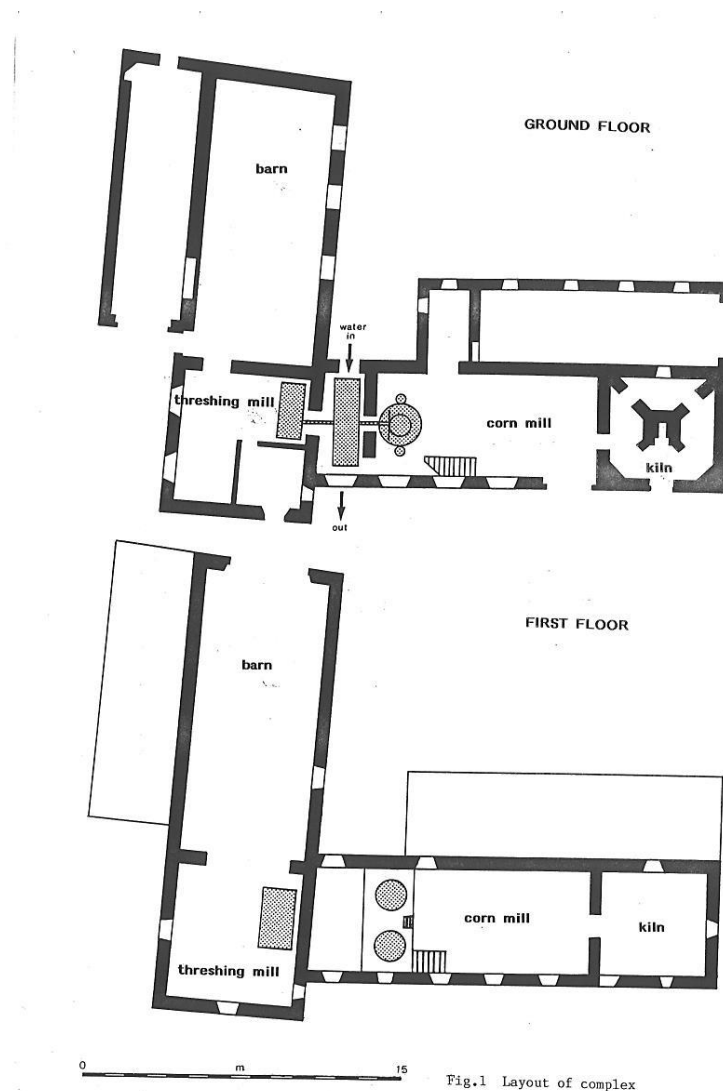 GROUND FLOOR
barn
water
in
threshing mill
corn mill
kiln
out
FIRST FLOOR
barn
corn mill
kiln
threshing mill
0 m 15
Fig.1 Layout of complex